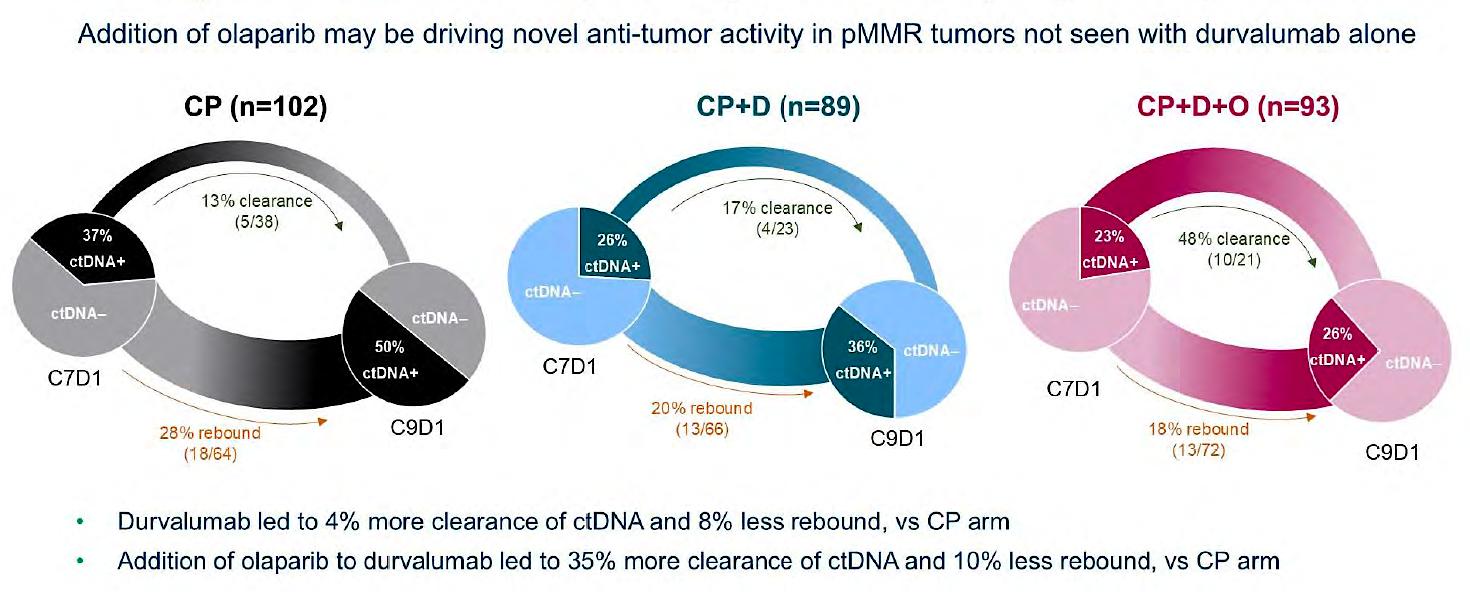 Addition of olaparib may be driving novel anti-tumor activity in pMMR tumors not seen with durvalumab alone
CP (n=102)
13% clearance
(5/38)
37%
ctDNA+
ctDNA–
C7D1
ctDNA–
50%
ctDNA+
C9D1
28% rebound
(18/64)
CP+D (n=89)
17% clearance
(4/23)
26%
ctDNA+
ctDNA–
C7D1
36%
ctDNA+
ctDNA–
C9D1
20% rebound
(13/66)
CP+D+O (n=93)
48% clearance
(10/21)
23%
ctDNA+
ctDNA–
C7D1
26%
ctDNA+
ctDNA–
C9D1
18% rebound
(13/72)
• Durvalumab led to 4% more clearance of ctDNA and 8% less rebound, vs CP arm
• Addition of olaparib to durvalumab led to 35% more clearance of ctDNA and 10% less rebound, vs CP arm